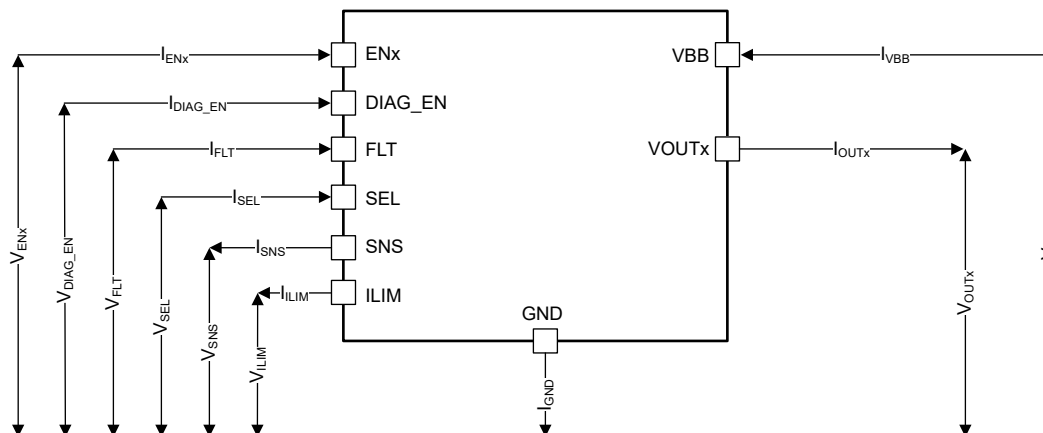 I_ENx
ENx
VBB
I_VBB
I_DIAG_EN
DIAG_EN
I_FLT
FLT
VOUTx
I_OUTx
I_SEL
SEL
I_SNS
SNS
I_ILIM
ILIM
GND
V_ENx
V_DIAG_EN
V_FLT
V_SEL
V_SNS
V_ILIM
I_GND
V_OUTx